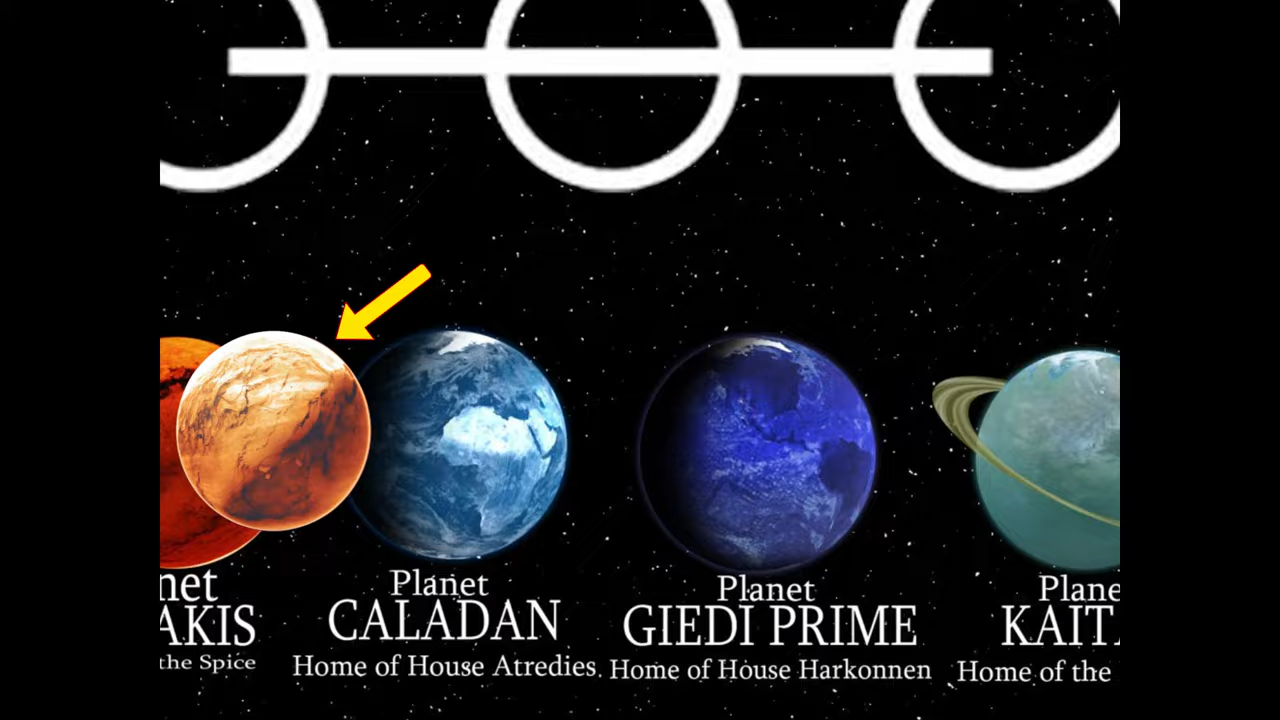 net
AKIS
the Spice
Planet
CALADAN
Home of House Atredies
Planet
GIEDI PRIME
Home of House Harkonnen
Plane
KAIT
Home of the